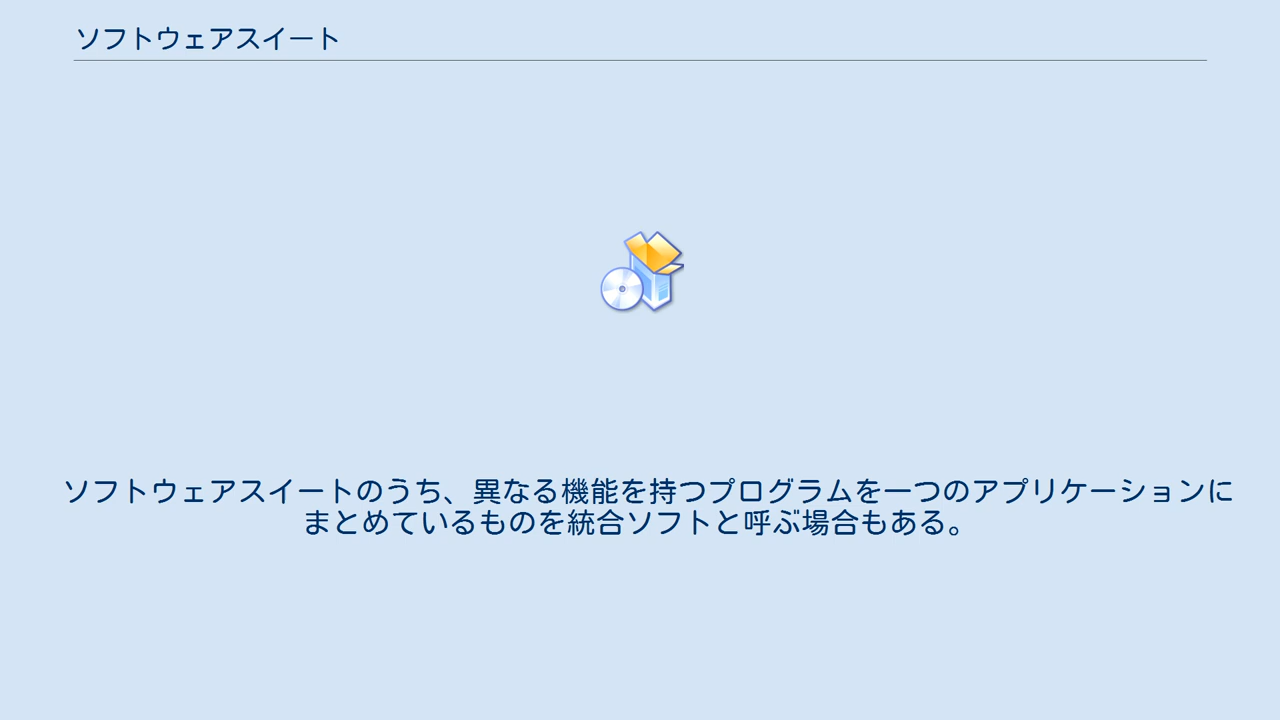 ソフトウェアスイート
ソフトウェアスイートのうち、異なる機能を持つプログラムを一つのアプリケーションに
まとめているものを統合ソフトと呼ぶ場合もある。